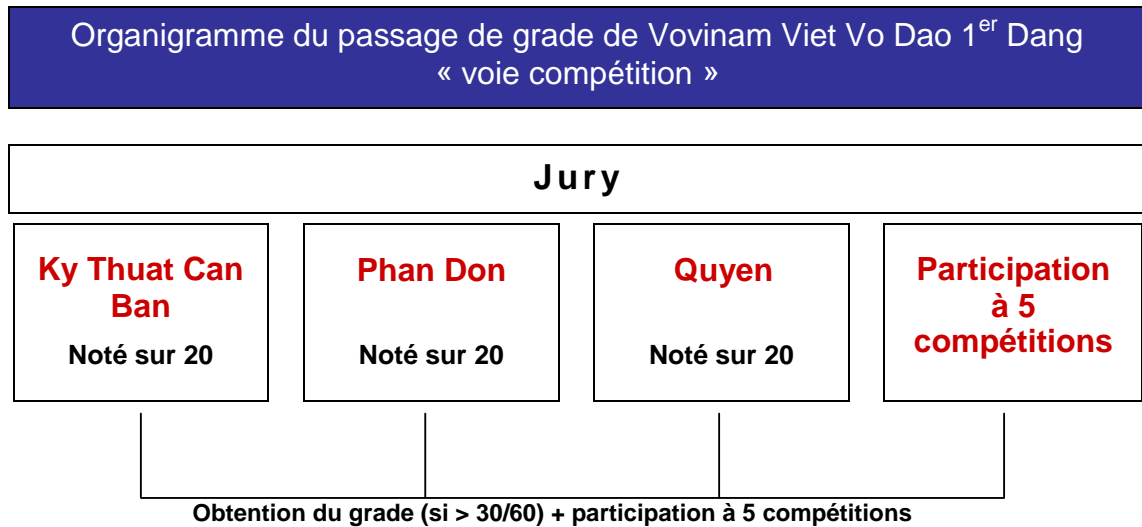 Organigramme du passage de grade de Vovinam Viet Vo Dao 1er Dang
« voie compétition »
Jury
Ky Thuat Can
Ban
Noté sur 20
Phan Don
Noté sur 20
Quyen
Noté sur 20
Participation
à 5
compétitions
Obtention du grade (si > 30/60) + participation à 5 compétitions